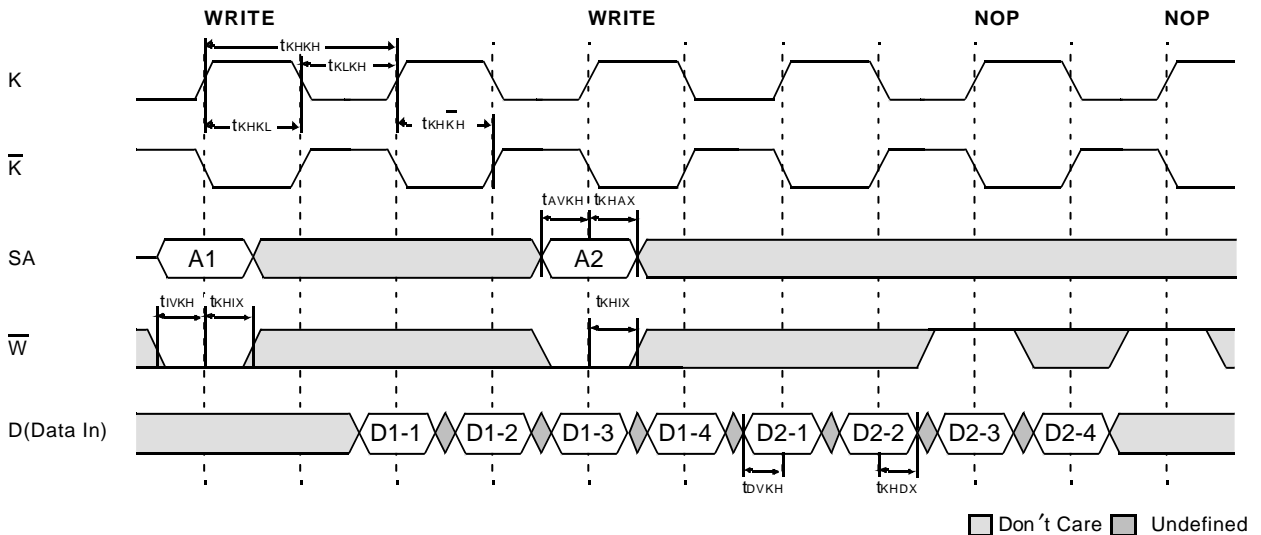 WRITE WRITE NOP NOP
tKHKH
K tKLKH
tKHKL tKHK̅H
K̅
tAVKH tKHAX
SA A1 A2
tIVKH tKHIX tKHIX
W̅
D(Data In) D1-1 D1-2 D1-3 D1-4 D2-1 D2-2 D2-3 D2-4
tDVKH tKHDX
Don′t Care Undefined